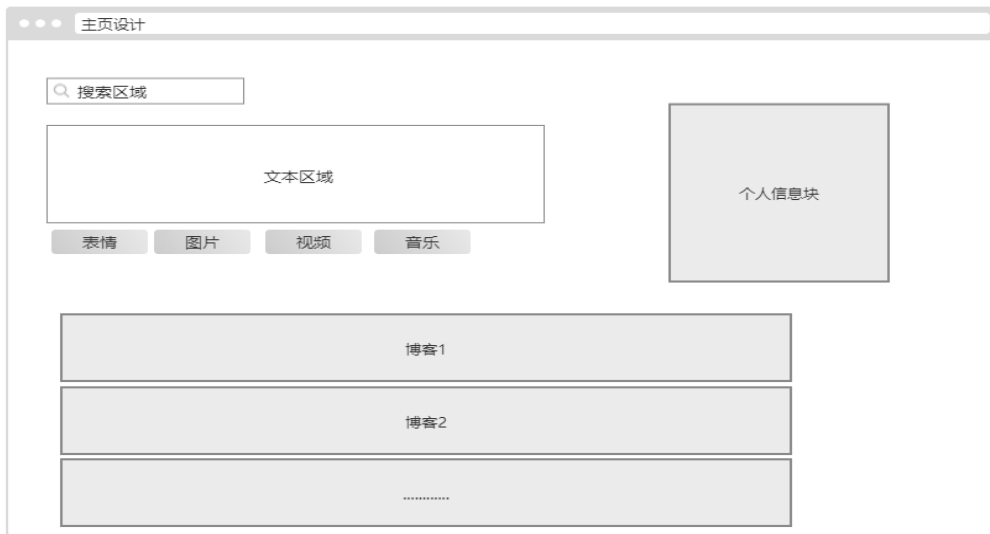 主页设计
搜索区域
文本区域
个人信息块
表情
图片
视频
音乐
博客1
博客2
............